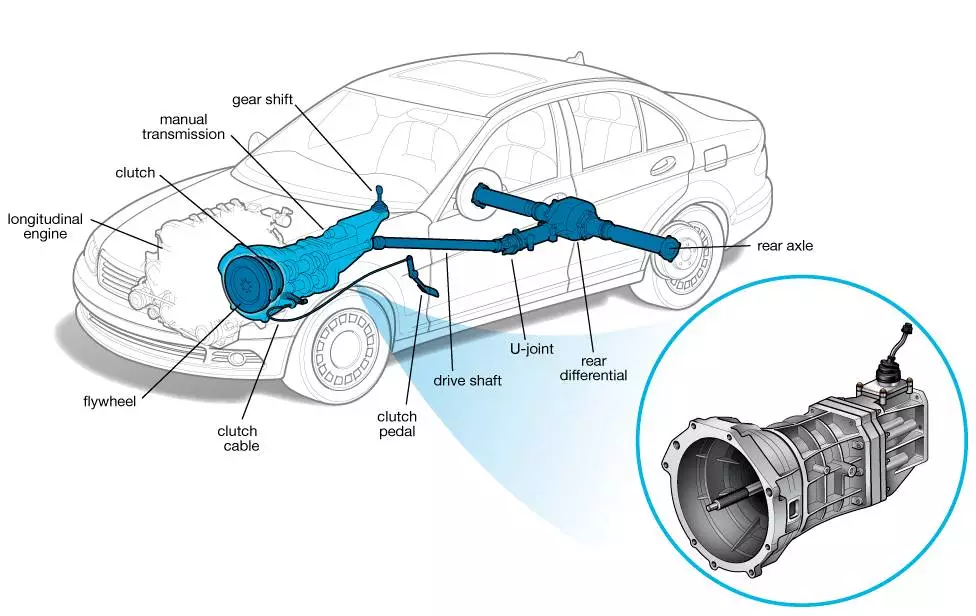 gear shift
manual
transmission
clutch
longitudinal
engine
rear axle
U-joint
rear
differential
drive shaft
flywheel
clutch
pedal
clutch
cable